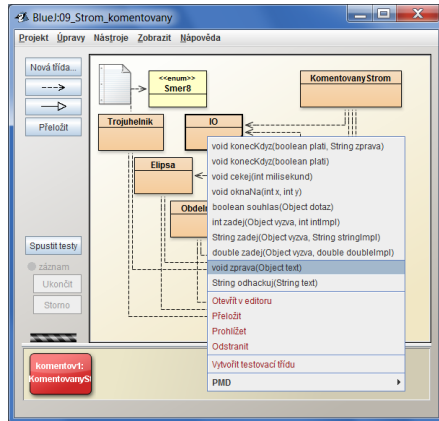 BlueJ:09_Strom_komentovany
Projekt Úpravy Nástroje Zobrazit Nápověda
Nová třída...
Přeložit
<<enum>>
Smer8
KomentovanyStrom
Trojuhelnik
IO
Elipsa
void konecKdyz(boolean plati, String zprava)
void konecKdyz(boolean plati)
void cekej(int milisekund)
void oknaNa(int x, int y)
boolean souhlas(Object dotaz)
int zadej(Object vyzva, int intImpl)
String zadej(Object vyzva, String stringImpl)
double zadej(Object vyzva, double doubleImpl)
void zprava(Object text)
String odhackuj(String text)
Otevřít v editoru
Přeložit
Prohlížet
Odstranit
Vytvořit testovací třídu
PMD
Obdeln
Spustit testy
záznam
Ukončit
Storno
komentov1:
KomentovanySt